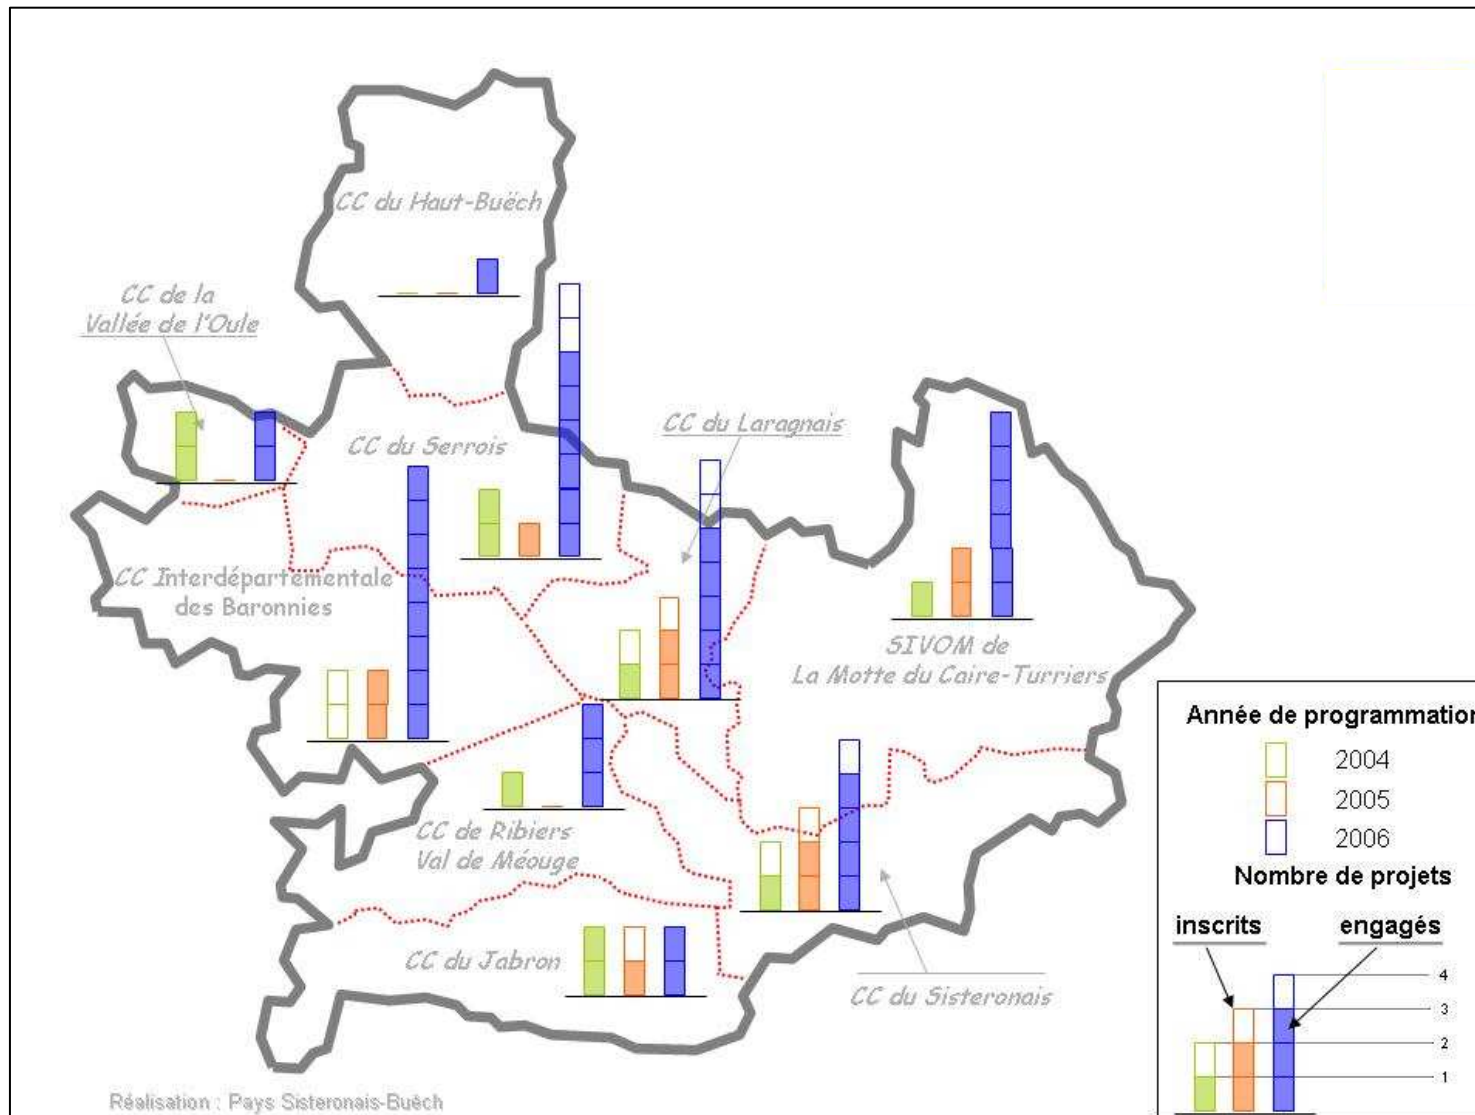 CC du Haut-Buëch
CC de la
Vallée de l'Oule
CC du Serrois
CC du Laragnais
CC Interdépartementale
des Baronnies
SIVOM de
La Motte du Caire-Turriers
CC de Ribiers
Val de Méouge
CC du Jabron
CC du Sisteronais
Année de programmation
2004
2005
2006
Nombre de projets
inscrits
engagés
4
3
2
1
Réalisation : Pays Sisteronais-Buëch